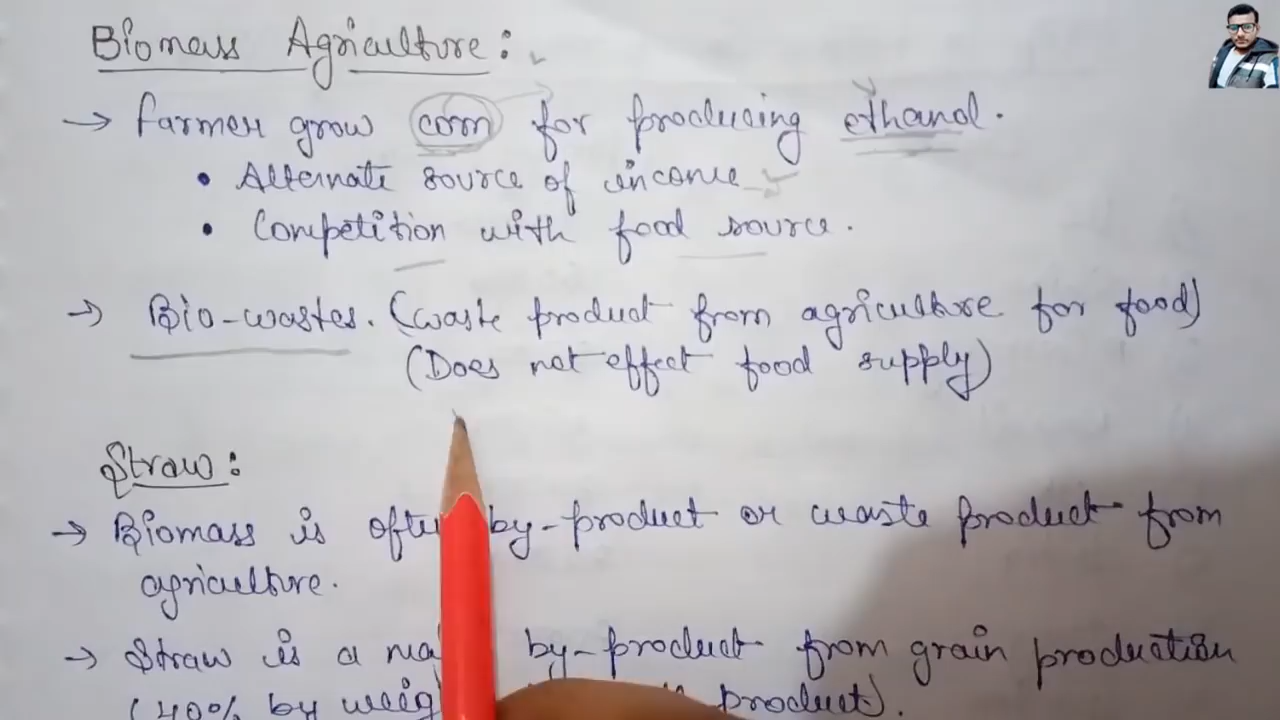 Biomass Agriculture:
→ farmer grow corn for producing ethanol.
• Alternate source of income
• Competition with food source.
→ Bio-wastes. (waste product from agriculture for food)
(Does not effect food supply)
Straw:
→ Biomass is by-product or waste product from
agriculture.
→ Straw is a by-product from grain production
(40% by product).